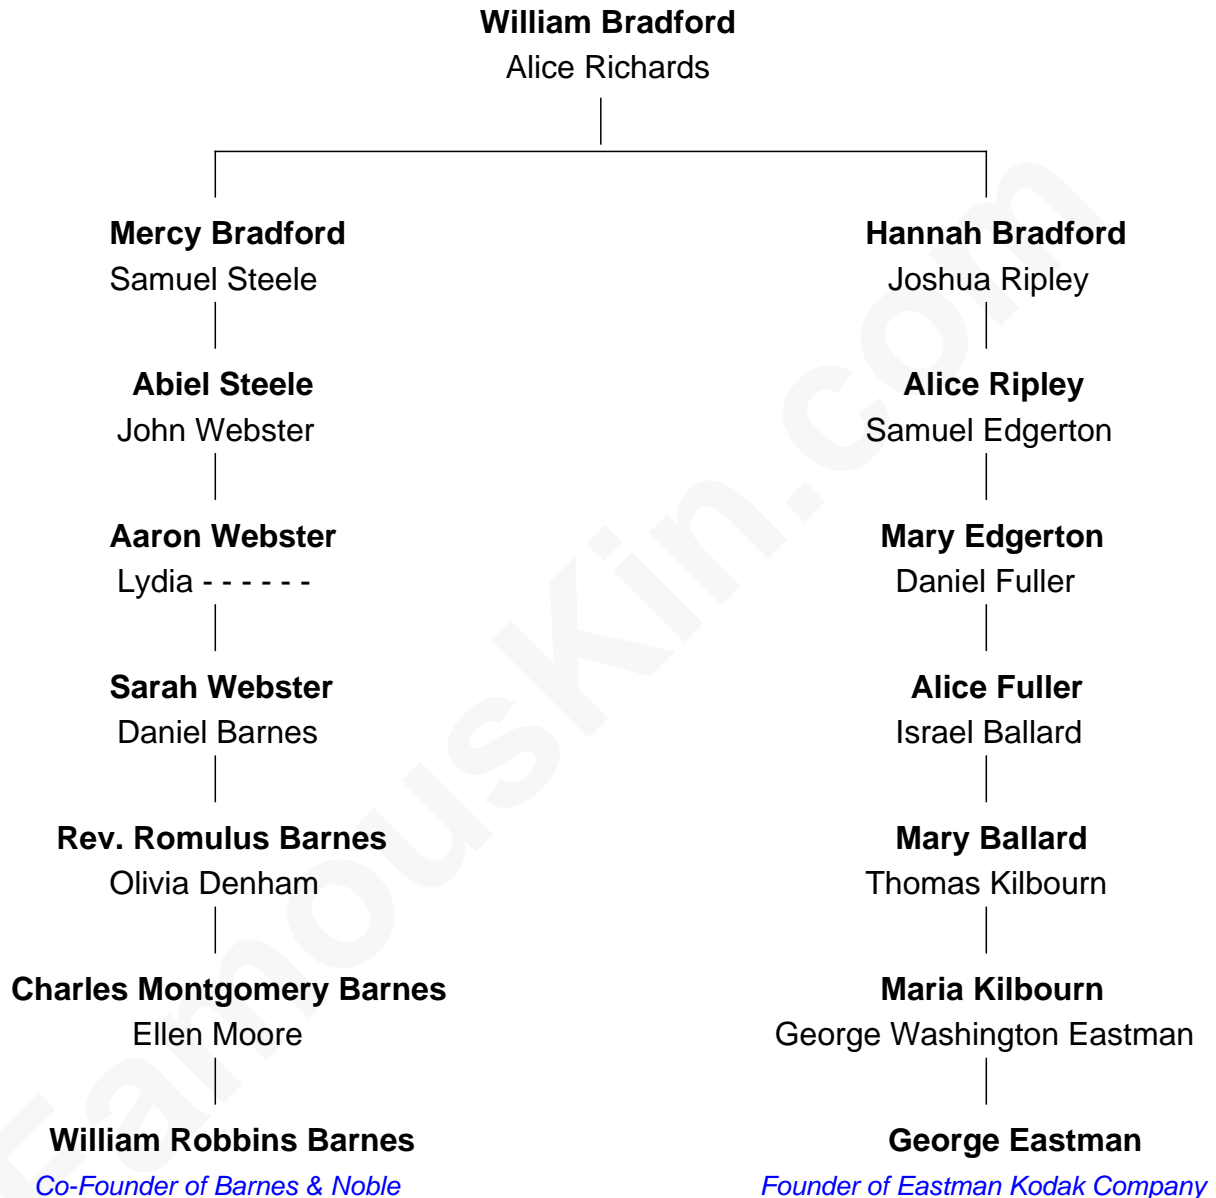 William Bradford
Alice Richards
Mercy Bradford
Samuel Steele
Hannah Bradford
Joshua Ripley
Abiel Steele
John Webster
Alice Ripley
Samuel Edgerton
Aaron Webster
Lydia - - - - - -
Mary Edgerton
Daniel Fuller
Sarah Webster
Daniel Barnes
Alice Fuller
Israel Ballard
Rev. Romulus Barnes
Olivia Denham
Mary Ballard
Thomas Kilbourn
Charles Montgomery Barnes
Ellen Moore
Maria Kilbourn
George Washington Eastman
William Robbins Barnes
Co-Founder of Barnes & Noble
George Eastman
Founder of Eastman Kodak Company
FamousKin.com